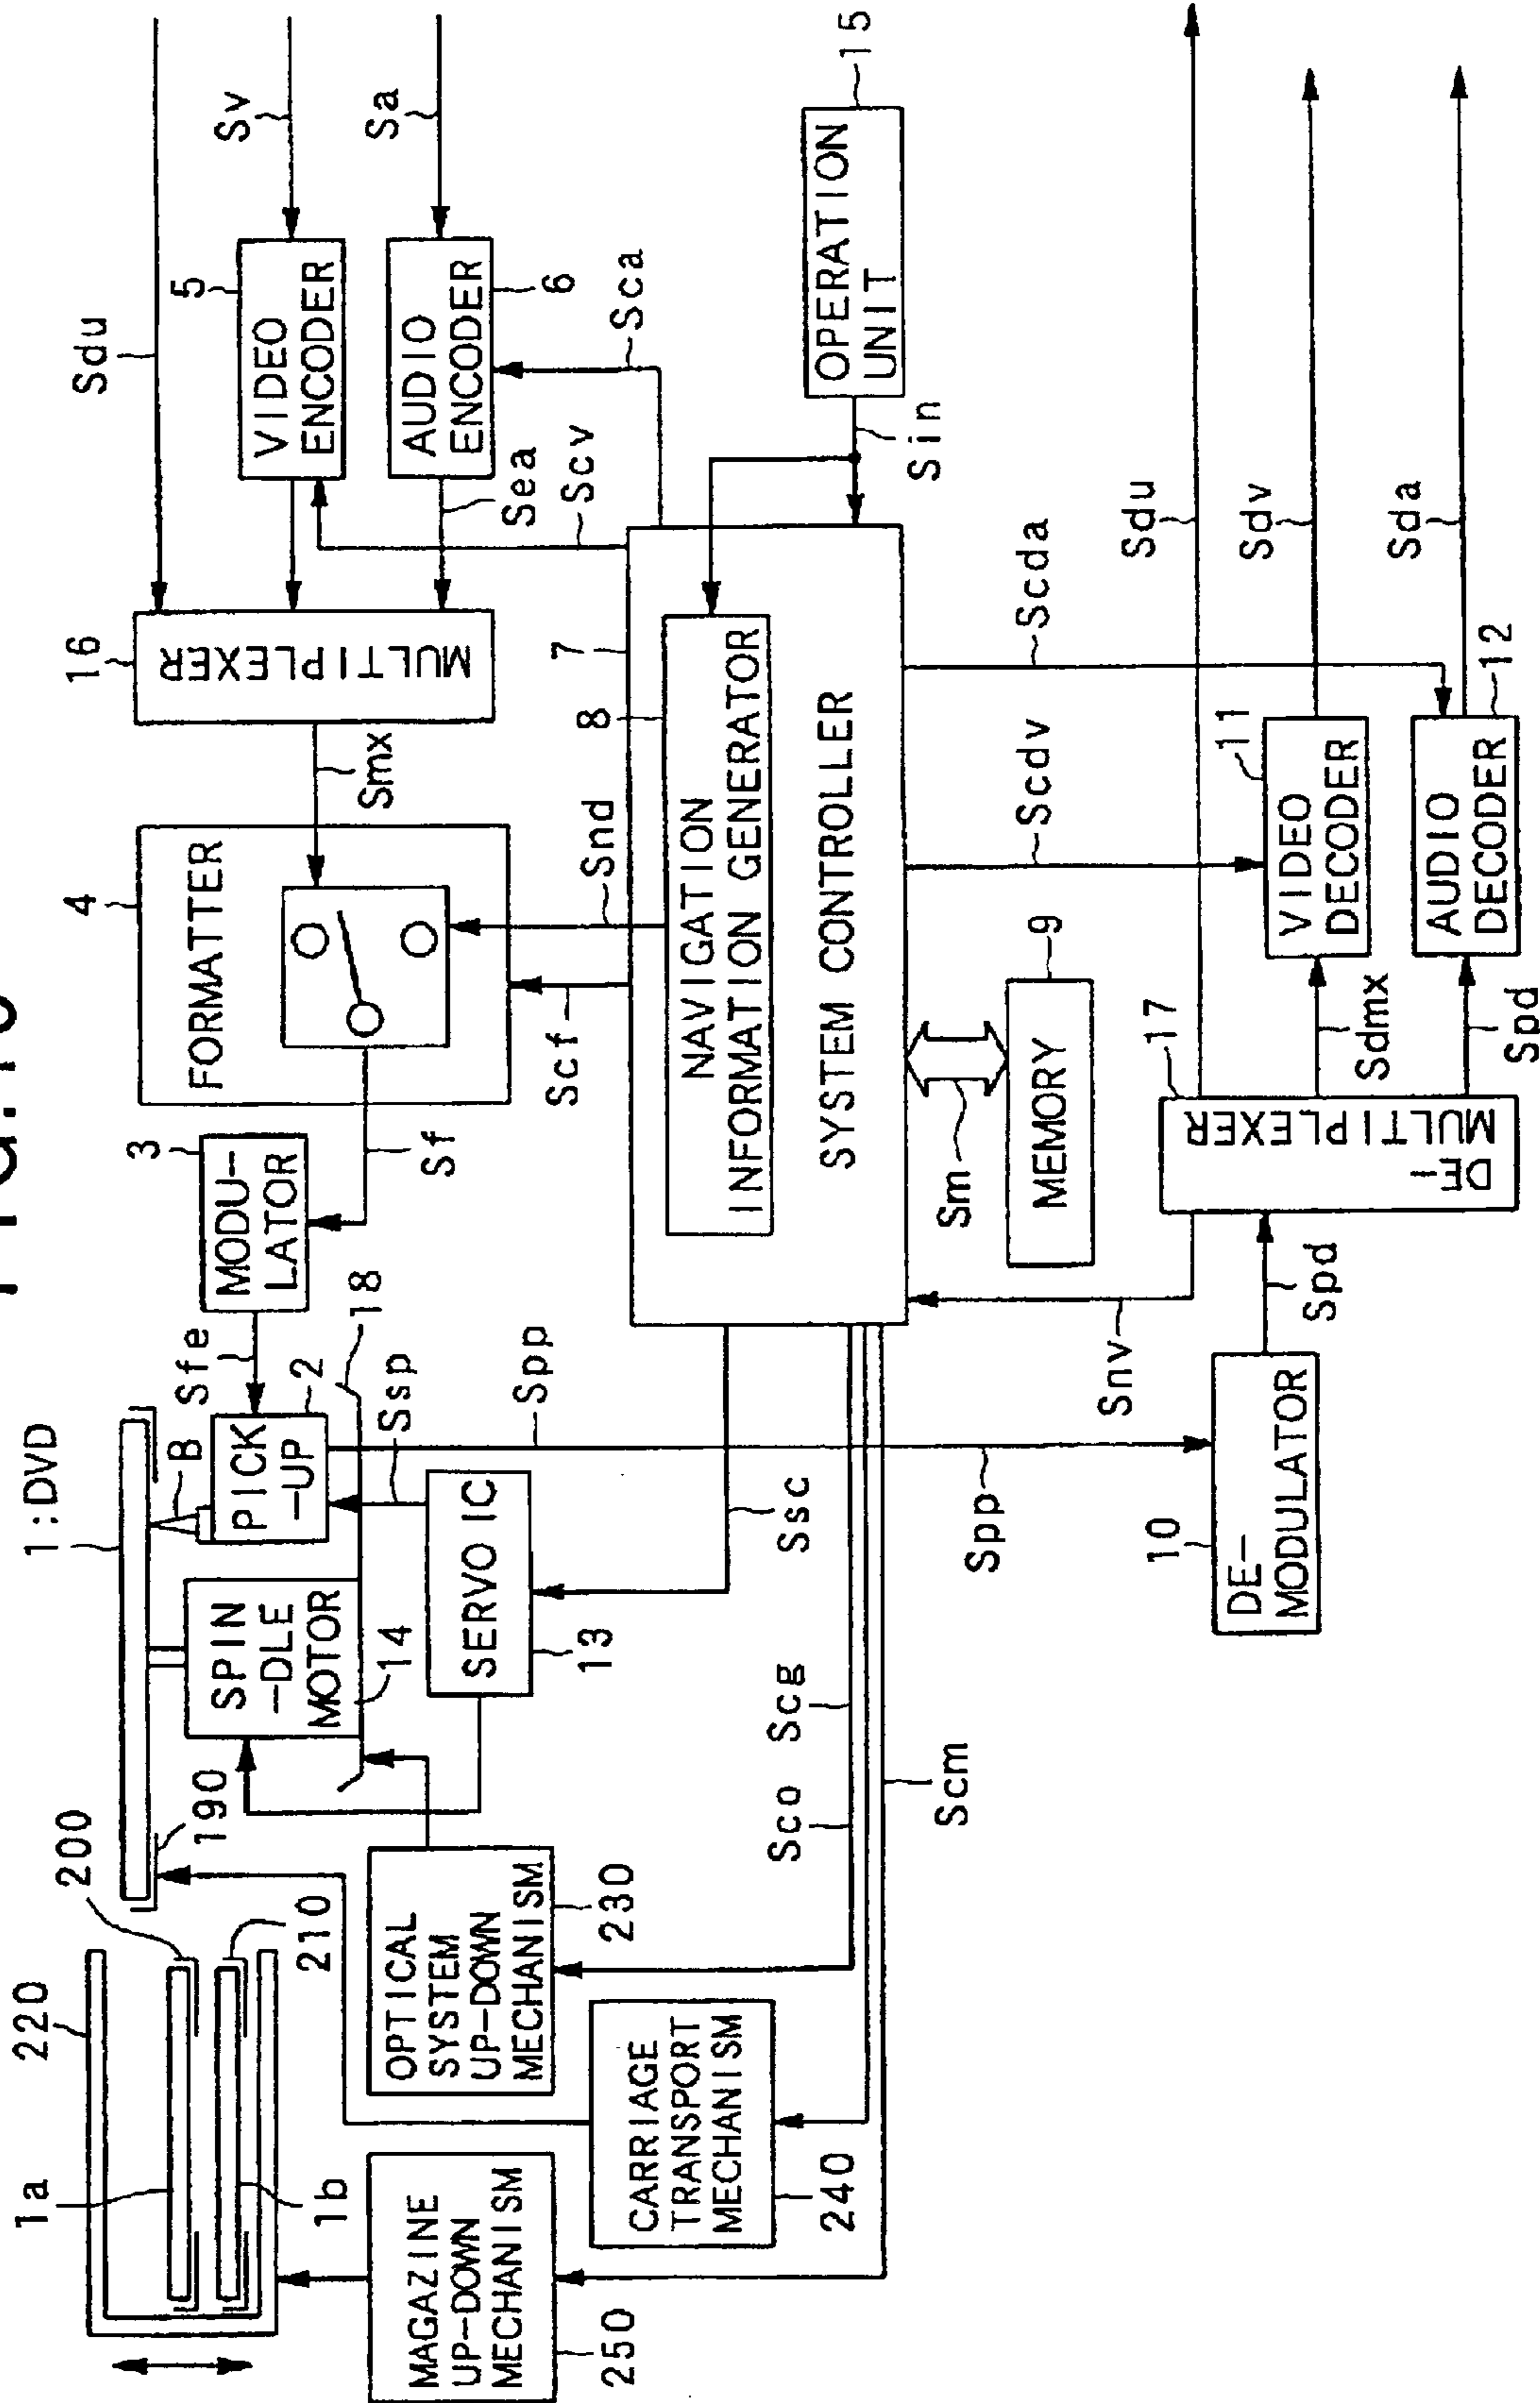 1:DVD
220
1a
1b
200
210
190
B
SPIN
-DLE
MOTOR
14
PICK
-UP
2
Sfe
3
MODU-
LATOR
18
Ssp
Spp
SERVO IC
13
Sf
4
FORMATTER
Smx
16
MULTIPLEXER
Sdu
Sv
Sa
5
VIDEO
ENCODER
AUDIO
ENCODER
6
Sea
Scv
Sca
MAGAZINE
UP-DOWN
MECHANISM
250
OPTICAL
SYSTEM
UP-DOWN
MECHANISM
230
CARRIAGE
TRANSPORT
MECHANISM
240
Ssc
Sco
Scg
Scm
Spp
Scf
Snd
7
8
NAVIGATION
INFORMATION GENERATOR
SYSTEM CONTROLLER
OPERATION
UNIT
15
Sin
Sm
MEMORY
9
Scdv
Scda
Snv
10
DE-
MODULATOR
Spd
17
DE-
MULTIPLEXER
Sdmx
Spd
VIDEO
DECODER
11
AUDIO
DECODER
12
Sdu
Sdv
Sda